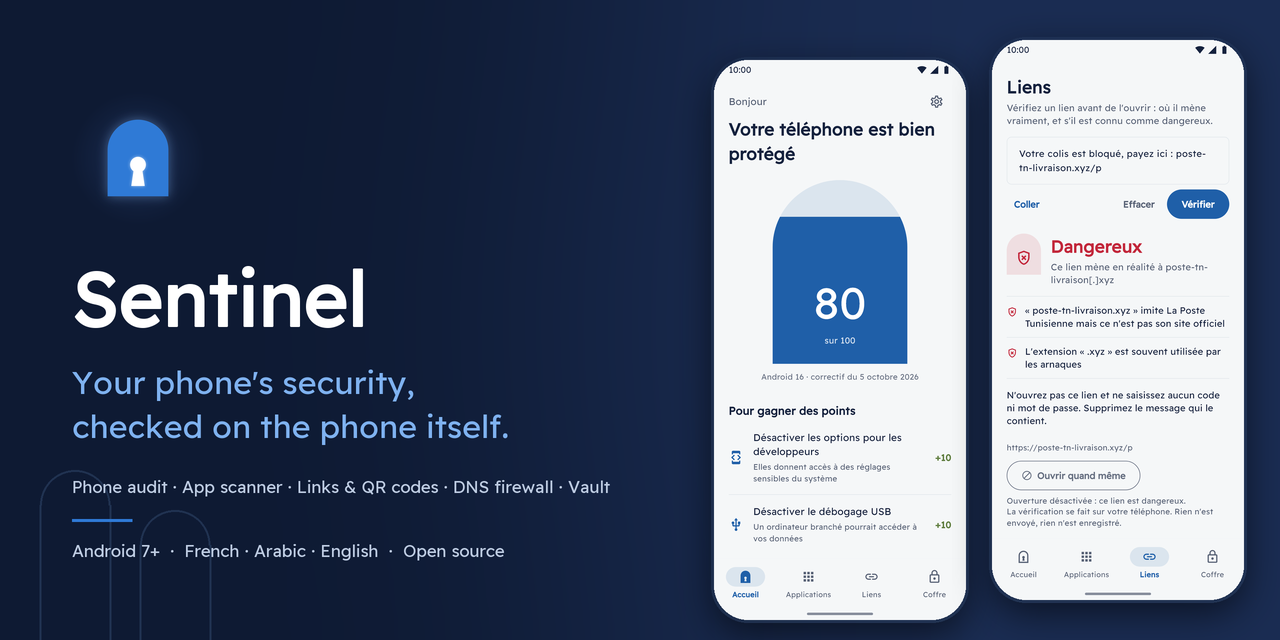 Sentinel
Your phone's security,
checked on the phone itself.
Phone audit · App scanner · Links & QR codes · DNS firewall · Vault
Android 7+ · French · Arabic · English · Open source
10:00
Bonjour
Votre téléphone est bien
protégé
80
sur 100
Android 16 · correctif du 5 octobre 2026
Pour gagner des points
Désactiver les options pour les
développeurs
+10
Elles donnent accès à des réglages
sensibles du système
Désactiver le débogage USB
+10
Un ordinateur branché pourrait accéder à
vos données
Accueil Applications Liens Coffre
10:00
Liens
Vérifiez un lien avant de l'ouvrir : où il mène
vraiment, et s'il est connu comme dangereux.
Votre colis est bloqué, payez ici : poste-
tn-livraison.xyz/p
Coller Effacer Vérifier
Dangereux
Ce lien mène en réalité à poste-tn-
livraison[.]xyz
« poste-tn-livraison.xyz » imite La Poste
Tunisienne mais ce n'est pas son site officiel
L'extension « .xyz » est souvent utilisée par
les arnaques
N'ouvrez pas ce lien et ne saisissez aucun code
ni mot de passe. Supprimez le message qui le
contient.
https://poste-tn-livraison.xyz/p
Ouvrir quand même
Ouverture désactivée : ce lien est dangereux.
La vérification se fait sur votre téléphone. Rien n'est
envoyé, rien n'est enregistré.
Accueil Applications Liens Coffre